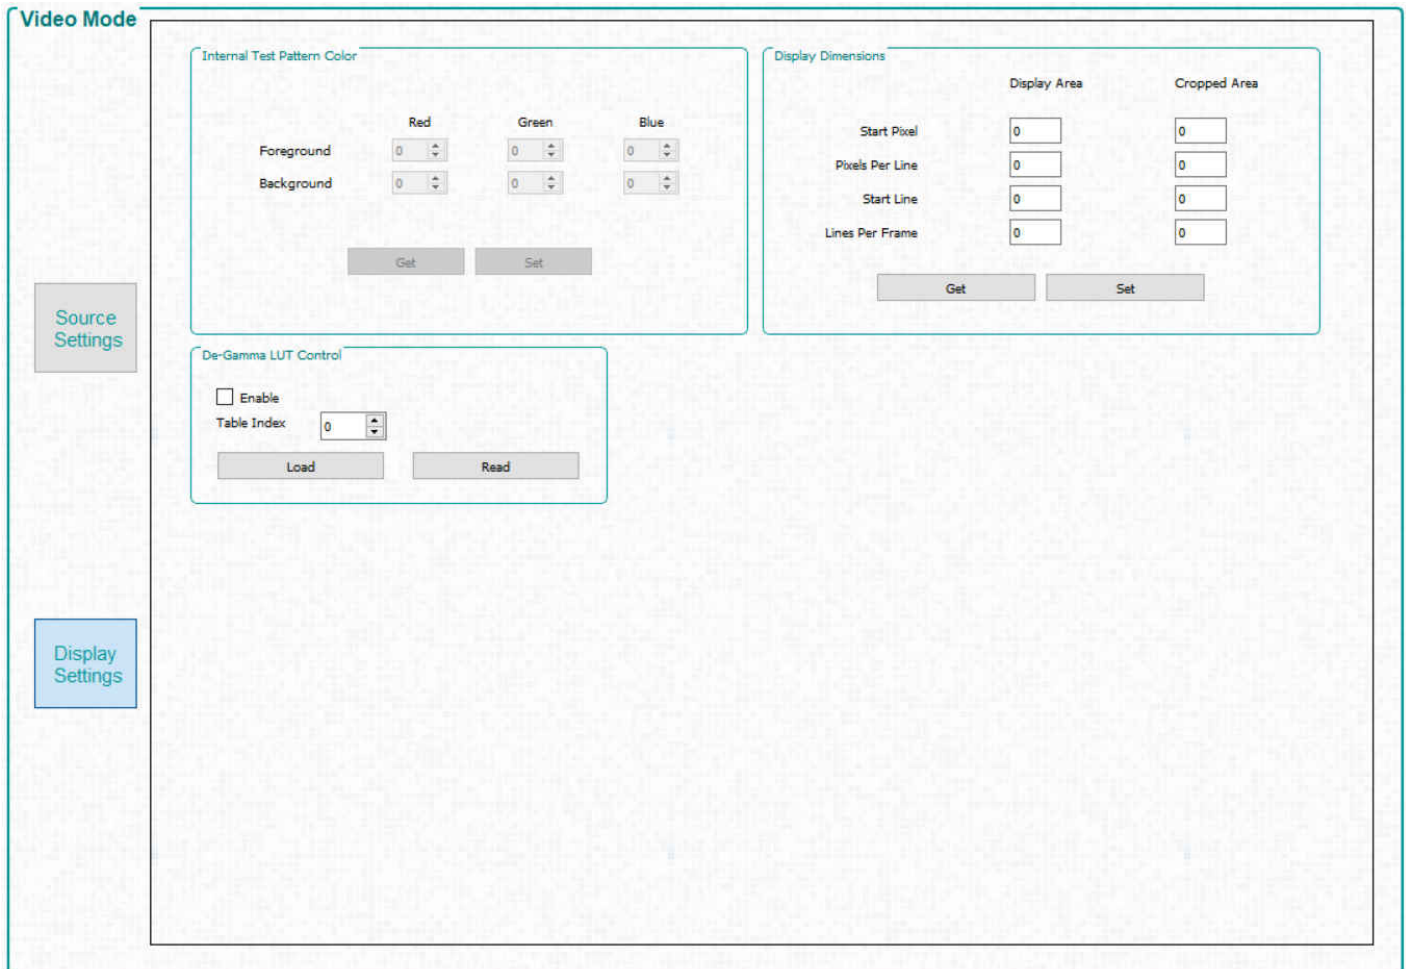 Video Mode
Internal Test Pattern Color
Red Green Blue
Foreground 0 0 0
Background 0 0 0
Get Set
Display Dimensions
Display Area Cropped Area
Start Pixel 0 0
Pixels Per Line 0 0
Start Line 0 0
Lines Per Frame 0 0
Get Set
Source
Settings
De-Gamma LUT Control
Enable
Table Index 0
Load Read
Display
Settings